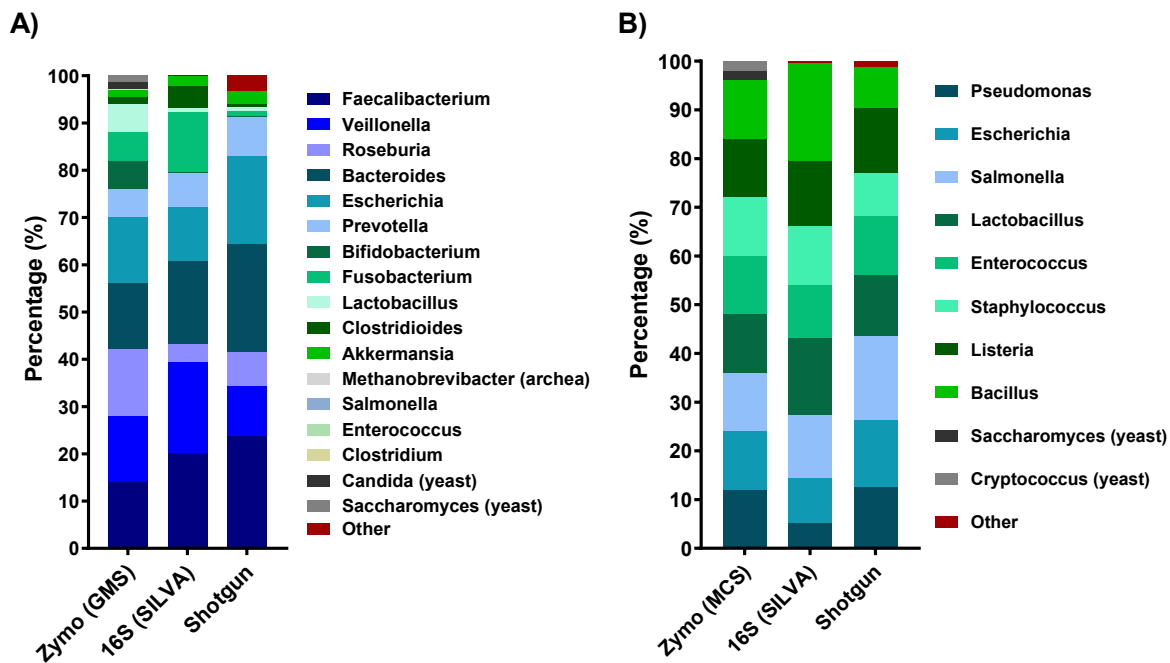 A)
Percentage (%)
100
90
80
70
60
50
40
30
20
10
0
Zymo (GMS)
16S (SILVA)
Shotgun
Faecalibacterium
Veillonella
Roseburia
Bacteroides
Escherichia
Prevotella
Bifidobacterium
Fusobacterium
Lactobacillus
Clostridioides
Akkermansia
Methanobrevibacter (archea)
Salmonella
Enterococcus
Clostridium
Candida (yeast)
Saccharomyces (yeast)
Other
B)
Percentage (%)
100
90
80
70
60
50
40
30
20
10
0
Zymo (MCS)
16S (SILVA)
Shotgun
Pseudomonas
Escherichia
Salmonella
Lactobacillus
Enterococcus
Staphylococcus
Listeria
Bacillus
Saccharomyces (yeast)
Cryptococcus (yeast)
Other